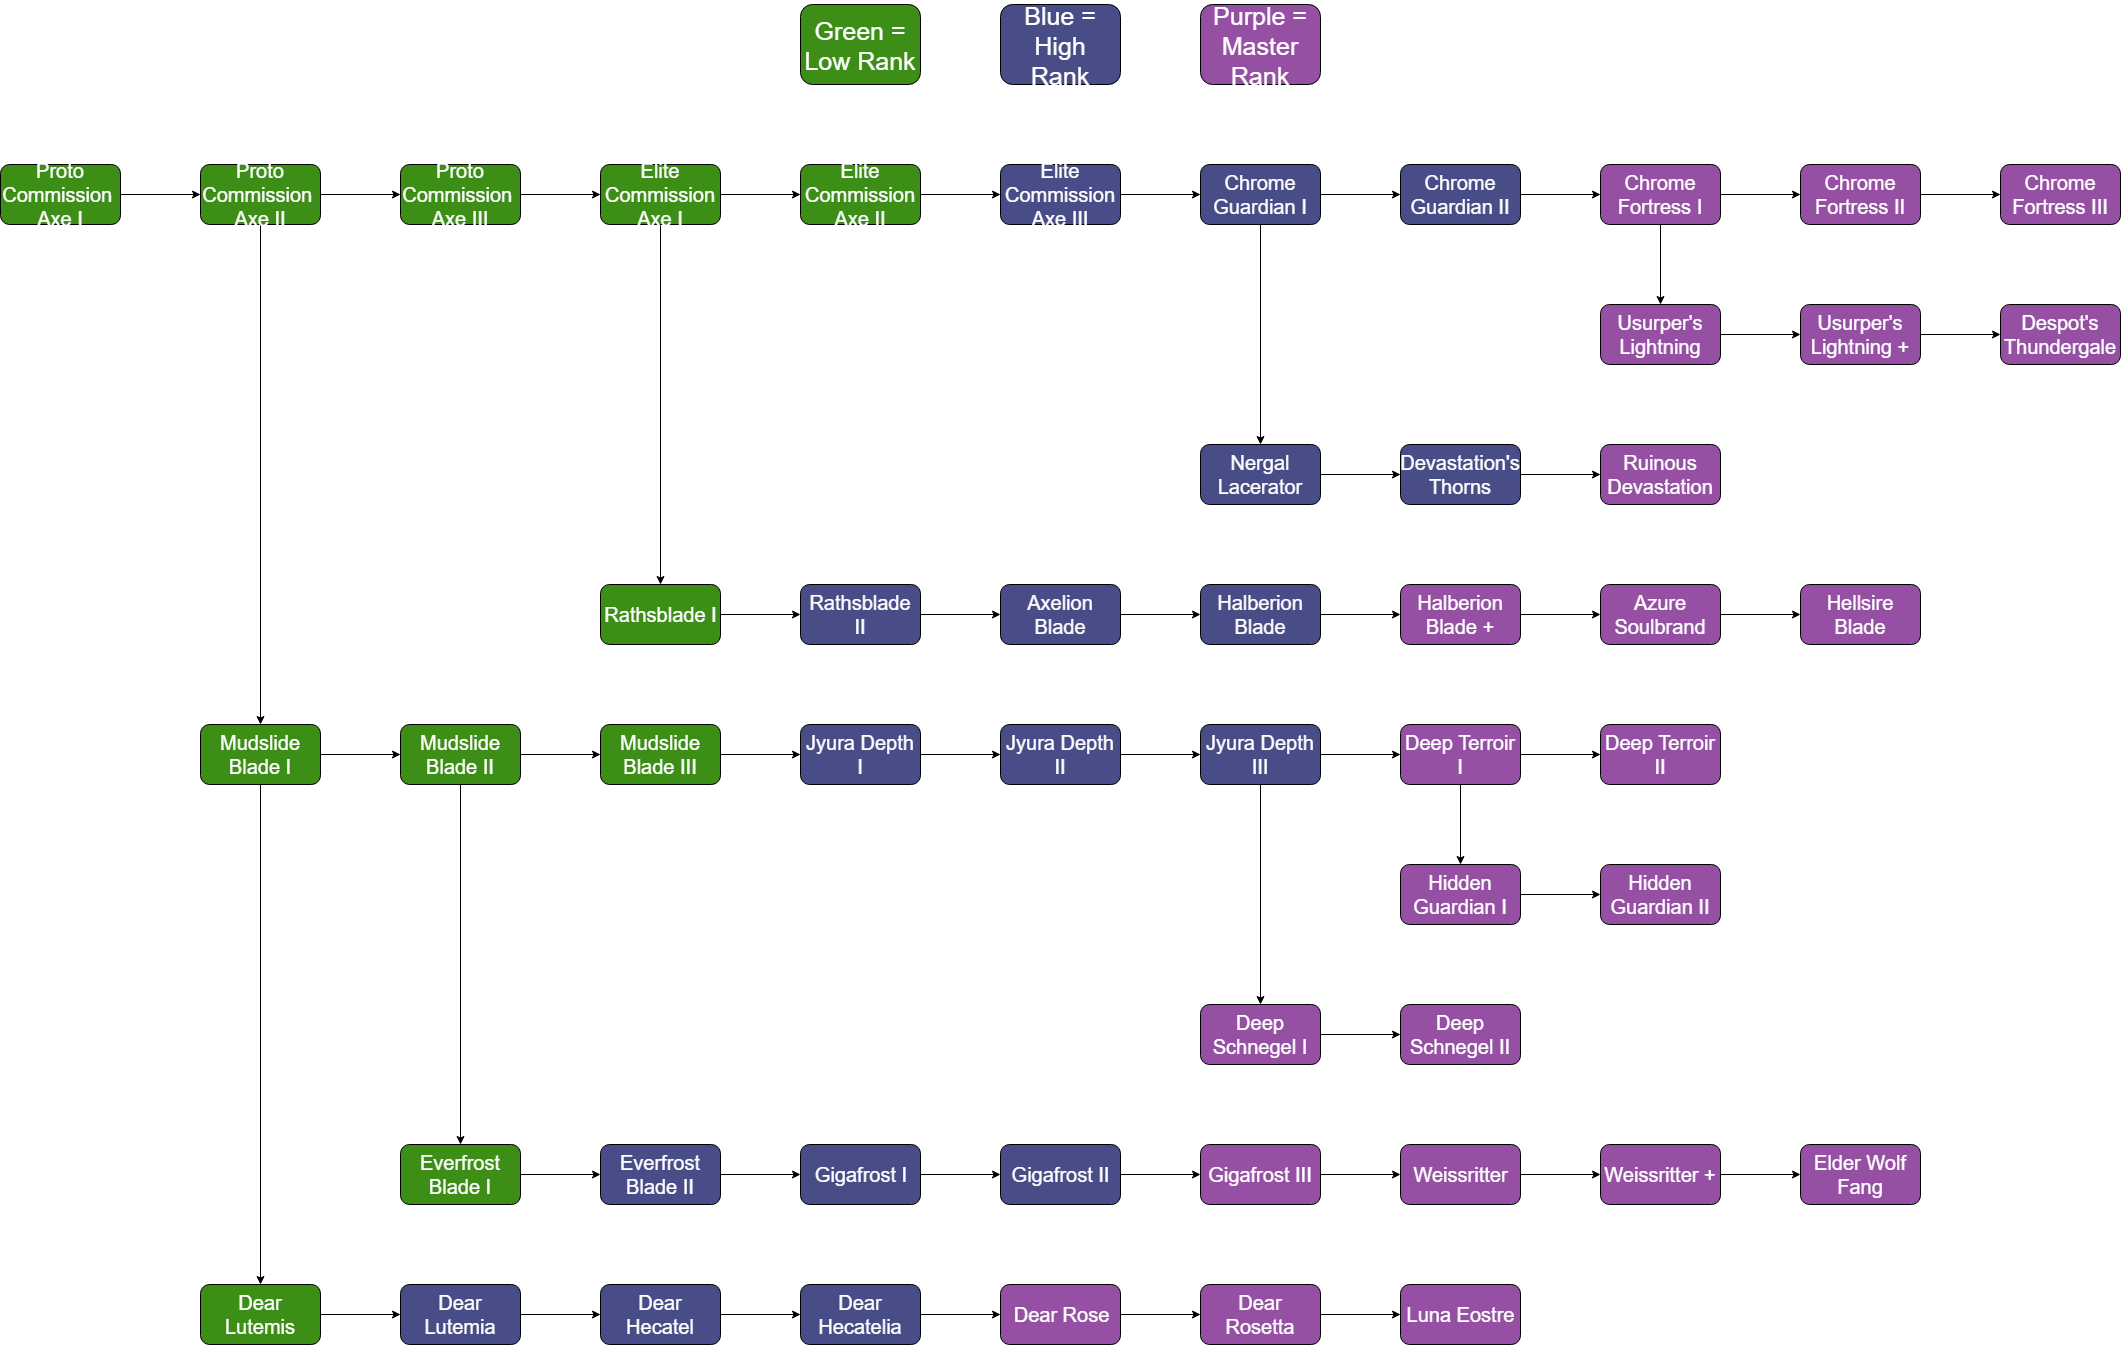 Green =
Low Rank
Blue =
High
Rank
Purple =
Master
Rank
Proto
Commission
Axe I
Proto
Commission
Axe II
Proto
Commission
Axe III
Elite
Commission
Axe I
Elite
Commission
Axe II
Elite
Commission
Axe III
Chrome
Guardian I
Chrome
Guardian II
Chrome
Fortress I
Chrome
Fortress II
Chrome
Fortress III
Usurper's
Lightning
Usurper's
Lightning +
Despot's
Thundergale
Nergal
Lacerator
Devastation's
Thorns
Ruinous
Devastation
Rathsblade I
Rathsblade
II
Axelion
Blade
Halberion
Blade
Halberion
Blade +
Azure
Soulbrand
Hellsire
Blade
Mudslide
Blade I
Mudslide
Blade II
Mudslide
Blade III
Jyura Depth
I
Jyura Depth
II
Jyura Depth
III
Deep Terroir
I
Deep Terroir
II
Hidden
Guardian I
Hidden
Guardian II
Deep
Schnegel I
Deep
Schnegel II
Everfrost
Blade I
Everfrost
Blade II
Gigafrost I
Gigafrost II
Gigafrost III
Weissritter
Weissritter +
Elder Wolf
Fang
Dear
Lutemis
Dear
Lutemia
Dear
Hecatel
Dear
Hecatelia
Dear Rose
Dear
Rosetta
Luna Eostre